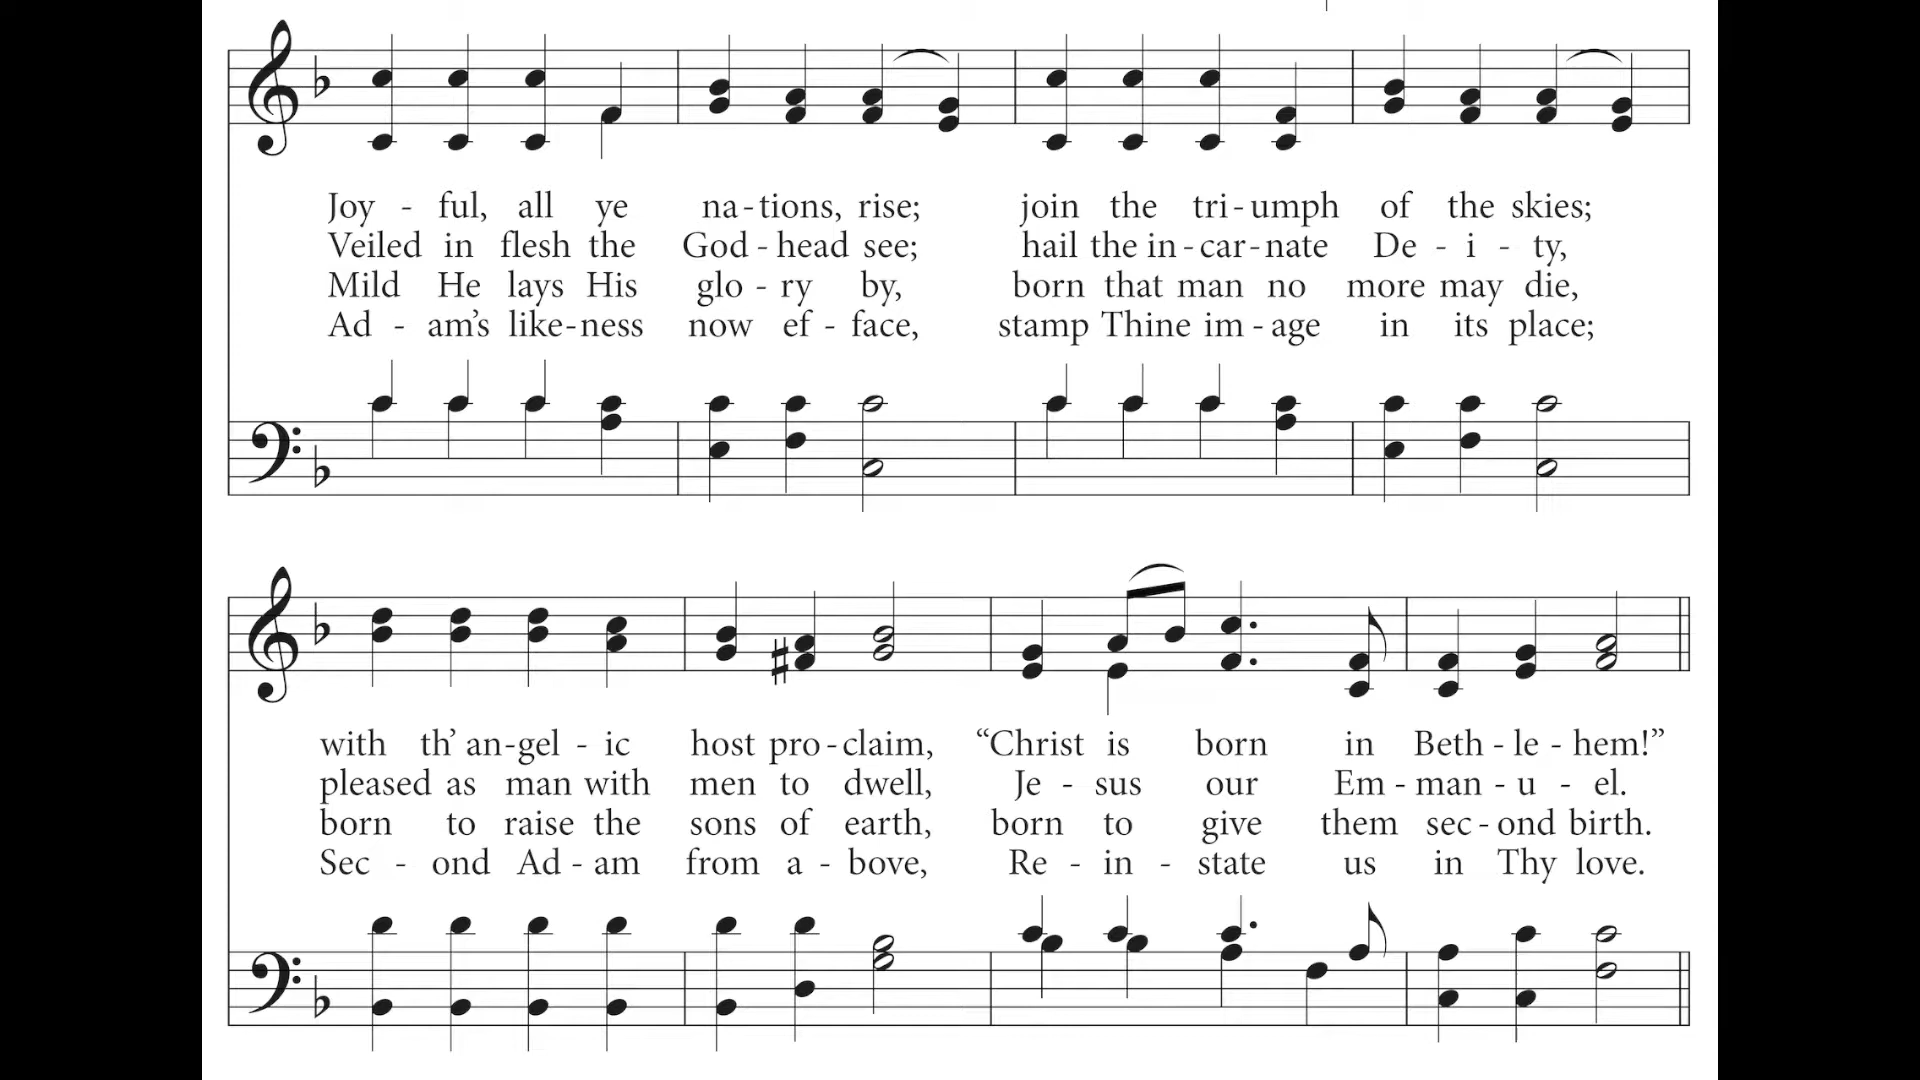 Joy - ful, all ye na - tions, rise; join the tri - umph of the skies;
Veiled in flesh the God - head see; hail the in - car - nate De - i - ty,
Mild He lays His glo - ry by, born that man no more may die,
Ad - am’s like - ness now ef - face, stamp Thine im - age in its place;
with th’ an - gel - ic host pro - claim, “Christ is born in Beth - le - hem!”
pleased as man with men to dwell, Je - sus our Em - man - u - el.
born to raise the sons of earth, born to give them sec - ond birth.
Sec - ond Ad - am from a - bove, Re - in - state us in Thy love.